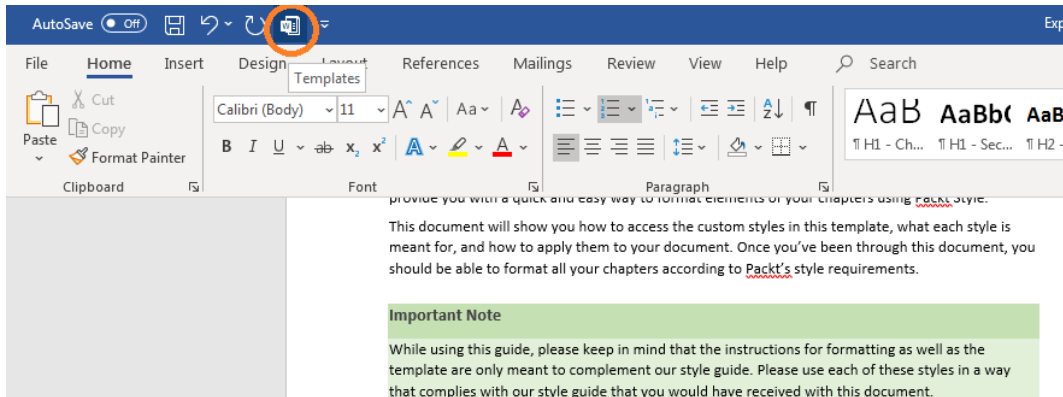 AutoSave Off Exp
File Home Insert Design Layout References Mailings Review View Help Search
Templates
Cut
Calibri (Body) 11 Aa AaB AaBb( AaB
Copy
Paste
Format Painter B I U ab x2 x2 A A ¶ H1 - Ch... ¶ H1 - Sec... ¶ H2 -
Clipboard Font Paragraph
provide you with a quick and easy way to format elements of your chapters using Packt Style.
This document will show you how to access the custom styles in this template, what each style is
meant for, and how to apply them to your document. Once you've been through this document, you
should be able to format all your chapters according to Packt's style requirements.
Important Note
While using this guide, please keep in mind that the instructions for formatting as well as the
template are only meant to complement our style guide. Please use each of these styles in a way
that complies with our style guide that you would have received with this document.